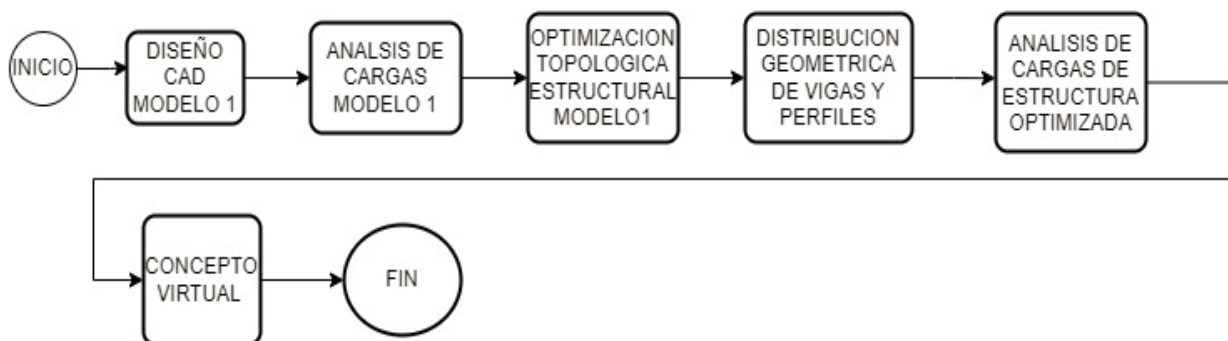 INICIO
DISEÑO
CAD
MODELO 1
ANALSIS DE
CARGAS
MODELO 1
OPTIMIZACION
TOPOLOGICA
ESTRUCTURAL
MODELO1
DISTRIBUCION
GEOMETRICA
DE VIGAS Y
PERFILES
ANALISIS DE
CARGAS DE
ESTRUCTURA
OPTIMIZADA
CONCEPTO
VIRTUAL
FIN